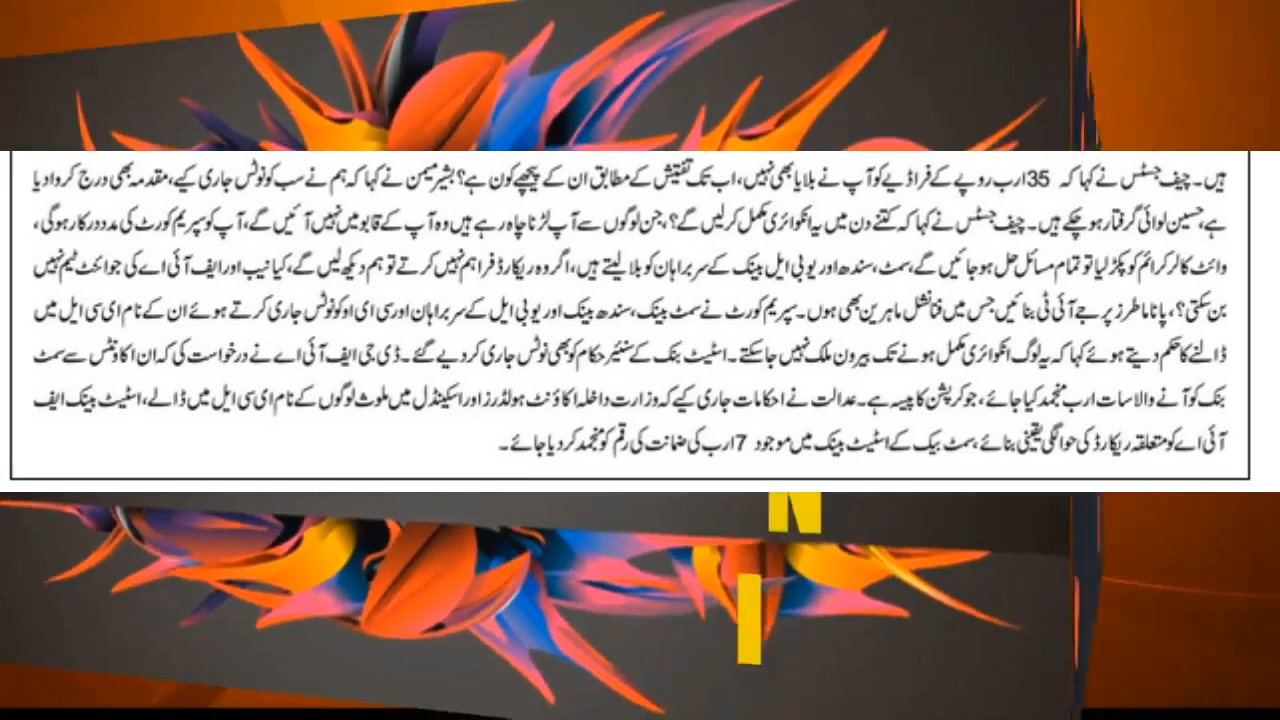 ہیں۔ چیف جسٹس نے کہا کہ 35 ارب روپے کے فراڈیے کو آپ نے بلایا بھی نہیں، اب تک تفتیش کے مطابق ان کے پیچھے کون ہے؟ بشیر میمن نے کہا کہ ہم نے سب کو نوٹس جاری کیے، مقدمہ بھی درج کروا دیا
ہے، حسین لوائی گرفتار ہو چکے ہیں۔ چیف جسٹس نے کہا کہ کتنے دن میں یہ انکوائری مکمل کر لیں گے؟، جن لوگوں سے آپ لڑنا چاہ رہے ہیں وہ آپ کے قابو میں نہیں آئیں گے، آپ کو سپریم کورٹ کی مدد درکار ہوگی،
وائٹ کالر کرائم کو پکڑ لیا تو تمام مسائل حل ہو جائیں گے، سمٹ، سندھ اور یو بی ایل بینک کے سربراہان کو بلا لیتے ہیں، اگر وہ ریکارڈ فراہم نہیں کرتے تو ہم دیکھ لیں گے، کیا نیب اور ایف آئی اے کی جوائنٹ ٹیم نہیں
بن سکتی؟، پاناما طرز پر جے آئی ٹی بنائیں جس میں فنانشل ماہرین بھی ہوں۔ سپریم کورٹ نے سمٹ بینک، سندھ بینک اور یو بی ایل کے سربراہان اور سی ای او کو نوٹس جاری کرتے ہوئے ان کے نام ای سی ایل میں
ڈالنے کا حکم دیتے ہوئے کہا کہ یہ لوگ انکوائری مکمل ہونے تک بیرون ملک نہیں جا سکتے۔ اسٹیٹ بنک کے سنئیر حکام کو بھی نوٹس جاری کر دیے گئے۔ ڈی جی ایف آئی اے نے درخواست کی کہ ان اکاونٹس سے سمٹ
بنک کو آنے والا سات ارب منجمد کیا جائے، جو کرپشن کا پیسہ ہے۔ عدالت نے احکامات جاری کیے کہ وزارت داخلہ اکاؤنٹ ہولڈرز اور اسکینڈل میں ملوث لوگوں کے نام ای سی ایل میں ڈالے، اسٹیٹ بینک ایف
آئی اے کو متعلقہ ریکارڈ کی حوالگی یقینی بنائے، سمٹ بیک کے اسٹیٹ بینک میں موجود 7 ارب کی ضمانت کی رقم کو منجمد کر دیا جائے۔
N
I